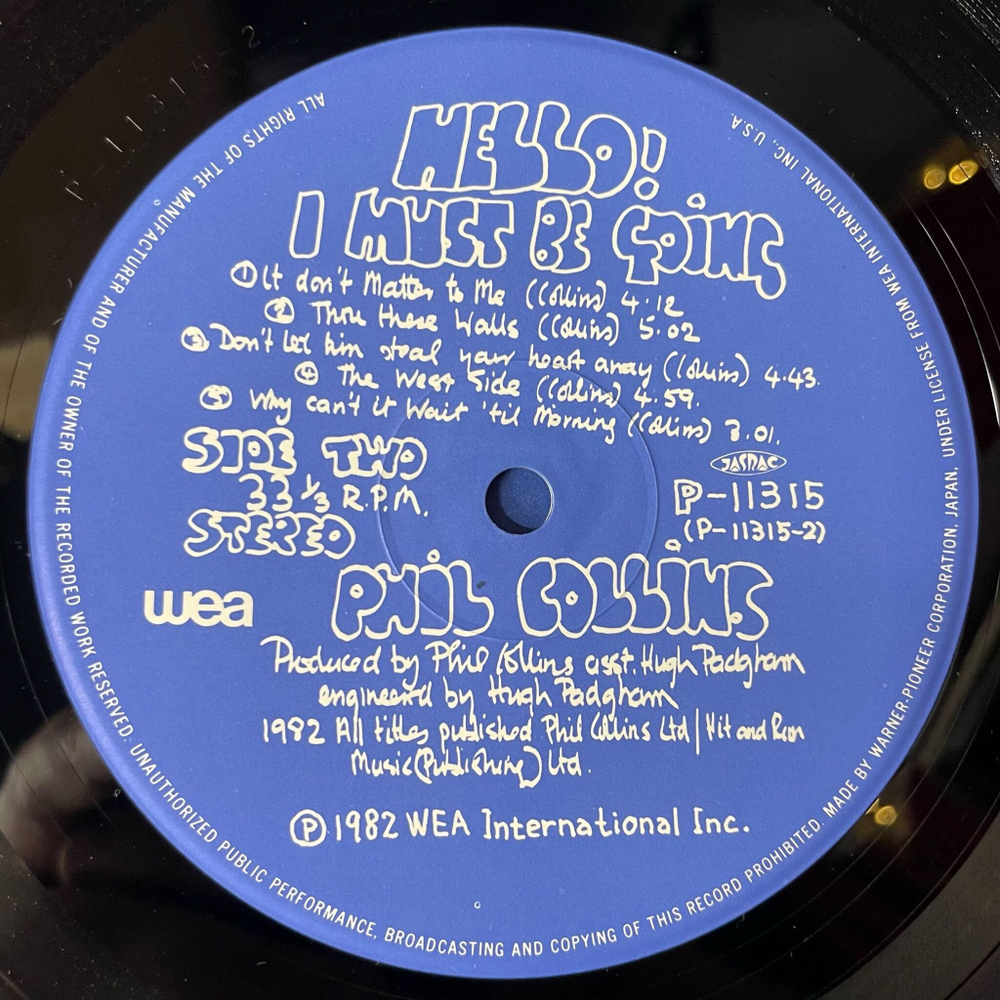 HELLO!
I MUST BE GOING
① It don't Matter to Me (Collins) 4.12
② Thru these Walls (Collins) 5.02
③ Don't let him steal your heart away (Collins) 4.43.
④ The West Side (Collins) 4.59.
⑤ Why can't it Wait 'til Morning (Collins) 3.01.
SIDE TWO
33 1/3 R.P.M.
STEREO
JASRAC
P-11315
(P-11315-2)
wea
PHIL COLLINS
Produced by Phil Collins asst. Hugh Padgham
engineered by Hugh Padgham
1982 All titles published Phil Collins Ltd / Hit and Run
Music (Publishing) Ltd.
Ⓟ 1982 WEA International Inc.
ALL RIGHTS OF THE MANUFACTURER AND OF THE OWNER OF THE RECORDED WORK RESERVED. UNAUTHORIZED PUBLIC PERFORMANCE, BROADCASTING AND COPYING OF THIS RECORD PROHIBITED. MADE BY WARNER-PIONEER CORPORATION, JAPAN, UNDER LICENSE FROM WEA INTERNATIONAL INC., U.S.A.
P-11315 2